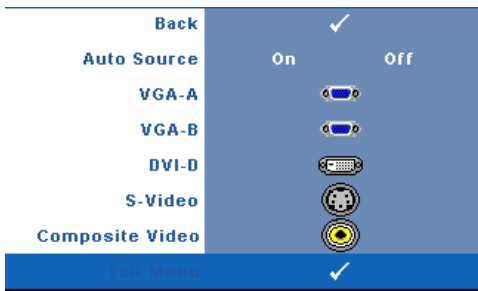 Back
Auto Source On Off
VGA-A
VGA-B
DVI-D
S-Video
Composite Video
Exit Menu